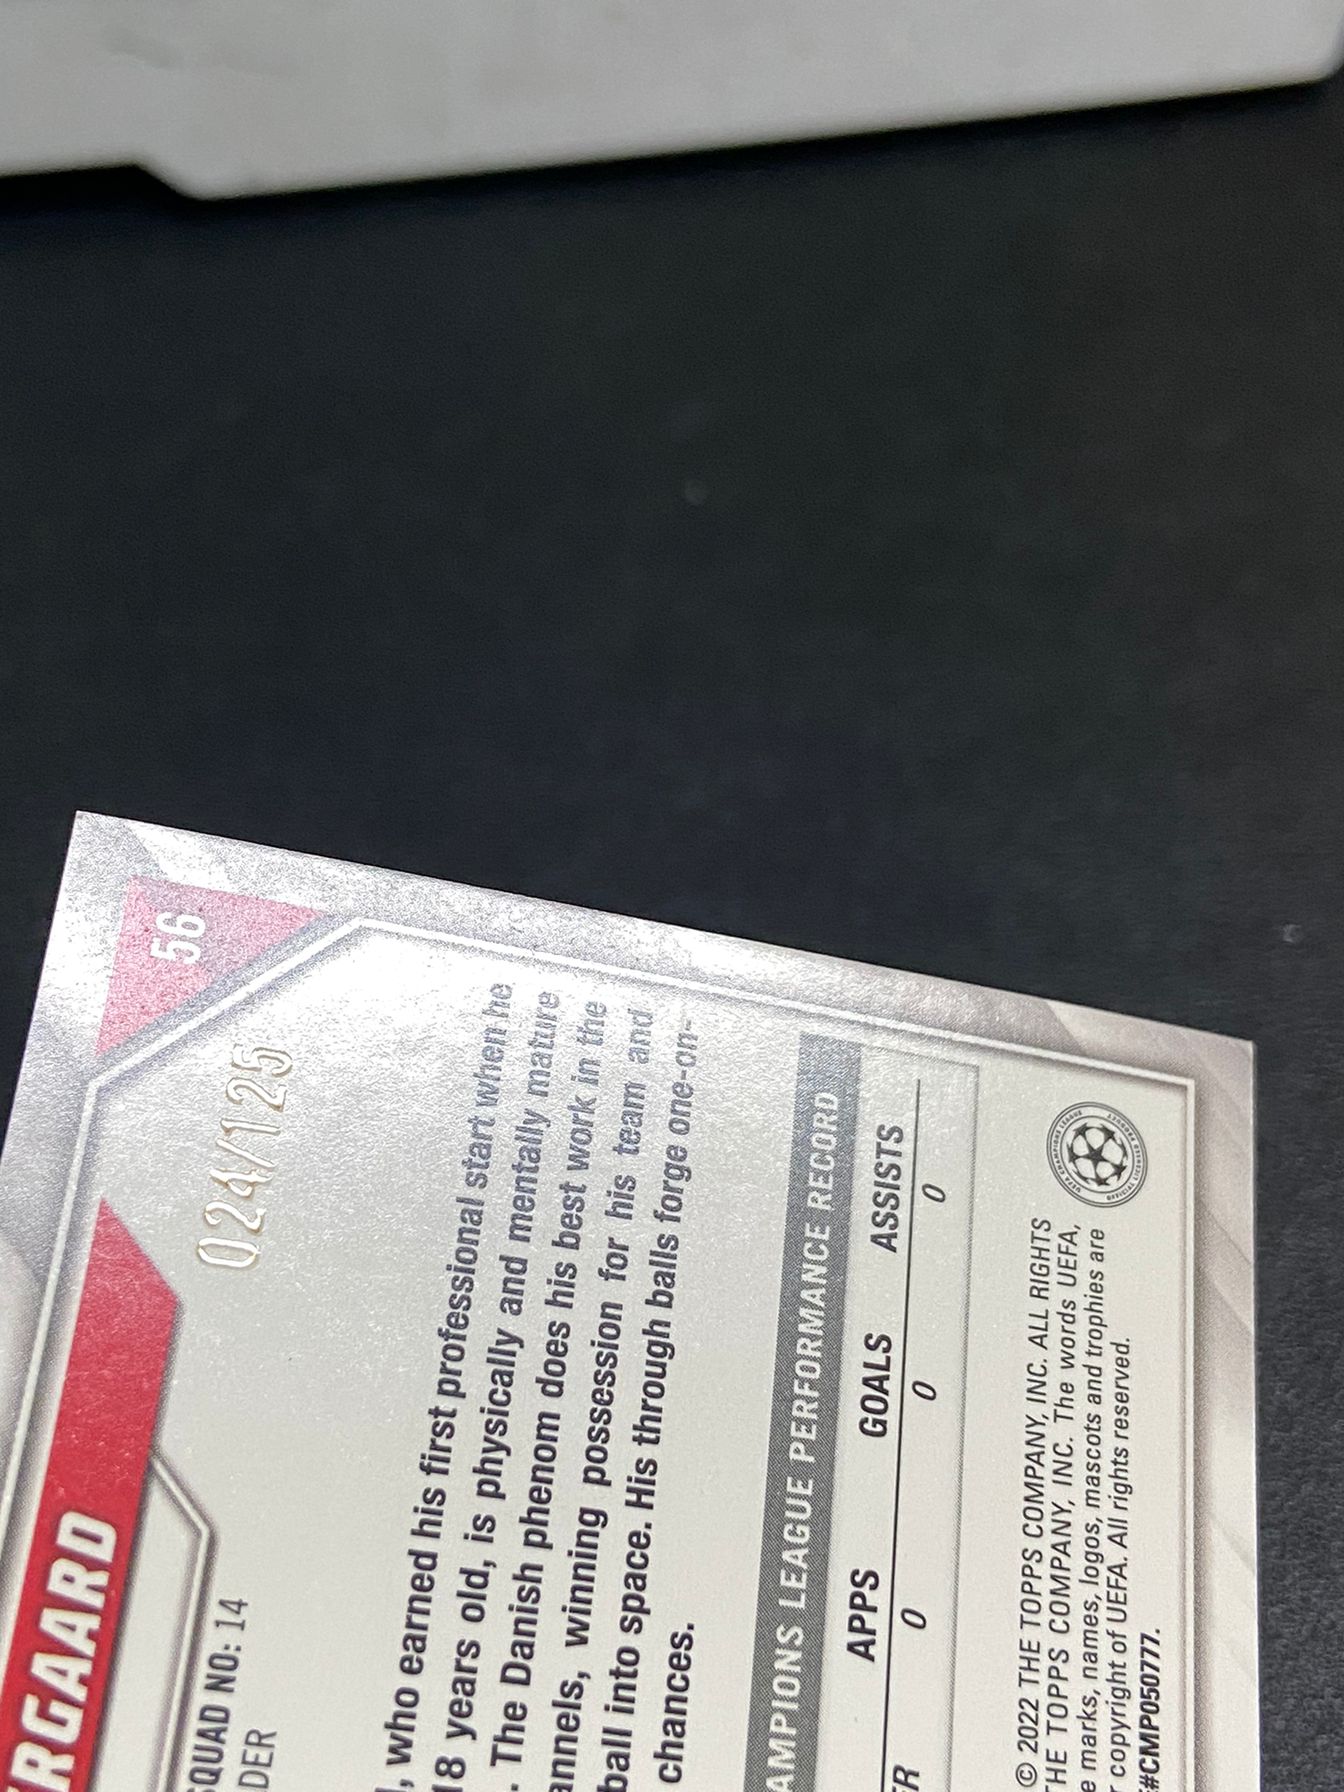 56
ERGAARD
024/125
SQUAD NO: 14
DER
, who earned his first professional start when he
18 years old, is physically and mentally mature
. The Danish phenom does his best work in the
annels, winning possession for his team and
ball into space. His through balls forge one-on-
chances.
AMPIONS LEAGUE PERFORMANCE RECORD
APPS GOALS ASSISTS
ER 0 0 0
© 2022 THE TOPPS COMPANY, INC. ALL RIGHTS
THE TOPPS COMPANY, INC. The words UEFA,
e marks, names, logos, mascots and trophies are
r copyright of UEFA. All rights reserved.
E#CMP050777.